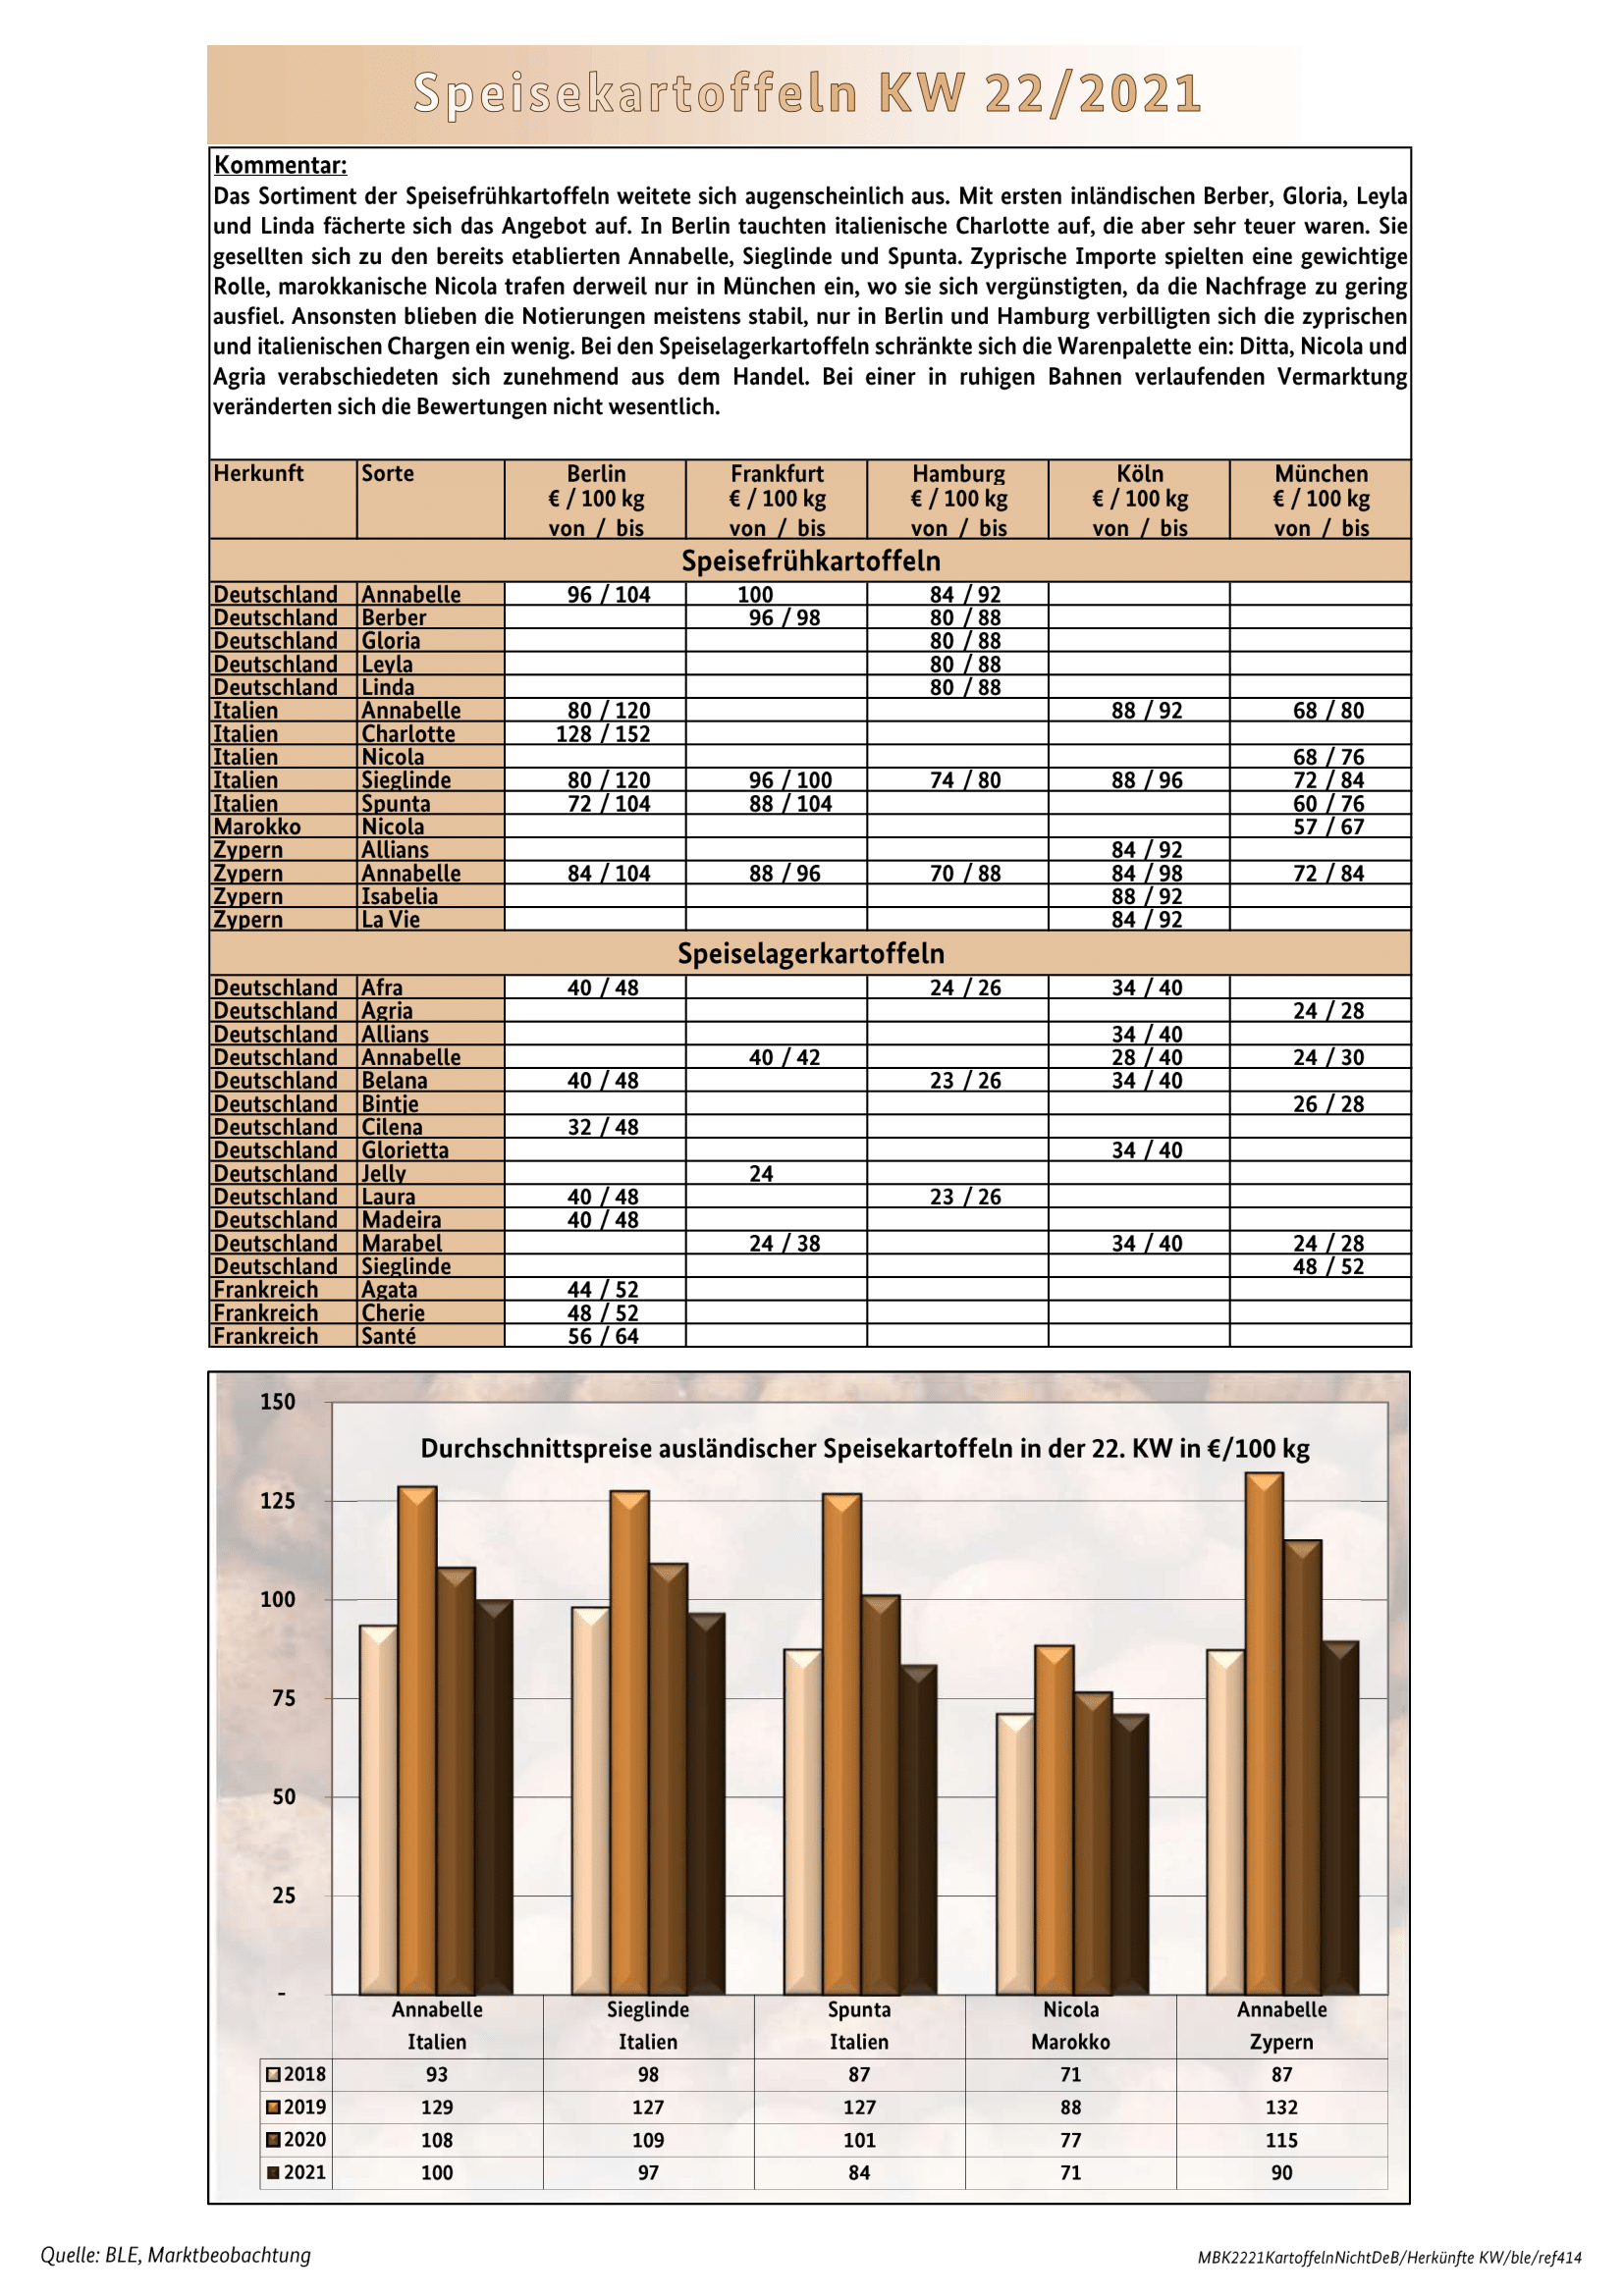 Speisekartoffeln KW 22/2021
Kommentar:
Das Sortiment der Speisefrühkartoffeln weitete sich augenscheinlich aus. Mit ersten inländischen Berber, Gloria, Leyla
und Linda fächerte sich das Angebot auf. In Berlin tauchten italienische Charlotte auf, die aber sehr teuer waren. Sie
gesellten sich zu den bereits etablierten Annabelle, Sieglinde und Spunta. Zyprische Importe spielten eine gewichtige
Rolle, marokkanische Nicola trafen derweil nur in München ein, wo sie sich vergünstigten, da die Nachfrage zu gering
ausfiel. Ansonsten blieben die Notierungen meistens stabil, nur in Berlin und Hamburg verbilligten sich die zyprischen
und italienischen Chargen ein wenig. Bei den Speiselagerkartoffeln schränkte sich die Warenpalette ein: Ditta, Nicola und
Agria verabschiedeten sich zunehmend aus dem Handel. Bei einer in ruhigen Bahnen verlaufenden Vermarktung
veränderten sich die Bewertungen nicht wesentlich.
Herkunft Sorte Berlin Frankfurt Hamburg Köln München
€ / 100 kg € / 100 kg € / 100 kg € / 100 kg € / 100 kg
von / bis von / bis von / bis von / bis von / bis
Speisefrühkartoffeln
Deutschland Annabelle 96 / 104 100 84 / 92
Deutschland Berber 96 / 98 80 / 88
Deutschland Gloria 80 / 88
Deutschland Leyla 80 / 88
Deutschland Linda 80 / 88
Italien Annabelle 80 / 120 88 / 92 68 / 80
Italien Charlotte 128 / 152
Italien Nicola 68 / 76
Italien Sieglinde 80 / 120 96 / 100 74 / 80 88 / 96 72 / 84
Italien Spunta 72 / 104 88 / 104 60 / 76
Marokko Nicola 57 / 67
Zypern Allians 84 / 92
Zypern Annabelle 84 / 104 88 / 96 70 / 88 84 / 98 72 / 84
Zypern Isabelia 88 / 92
Zypern La Vie 84 / 92
Speiselagerkartoffeln
Deutschland Afra 40 / 48 24 / 26 34 / 40
Deutschland Agria 24 / 28
Deutschland Allians 34 / 40
Deutschland Annabelle 40 / 42 28 / 40 24 / 30
Deutschland Belana 40 / 48 23 / 26 34 / 40
Deutschland Bintje 26 / 28
Deutschland Cilena 32 / 48
Deutschland Glorietta 34 / 40
Deutschland Jelly 24
Deutschland Laura 40 / 48 23 / 26
Deutschland Madeira 40 / 48
Deutschland Marabel 24 / 38 34 / 40 24 / 28
Deutschland Sieglinde 48 / 52
Frankreich Agata 44 / 52
Frankreich Cherie 48 / 52
Frankreich Santé 56 / 64
Durchschnittspreise ausländischer Speisekartoffeln in der 22. KW in €/100 kg
150
125
100
75
50
25
-
Annabelle Sieglinde Spunta Nicola Annabelle
Italien Italien Italien Marokko Zypern
2018 93 98 87 71 87
2019 129 127 127 88 132
2020 108 109 101 77 115
2021 100 97 84 71 90
Quelle: BLE, Marktbeobachtung
MBK2221KartoffelnNichtDeB/Herkünfte KW/ble/ref414